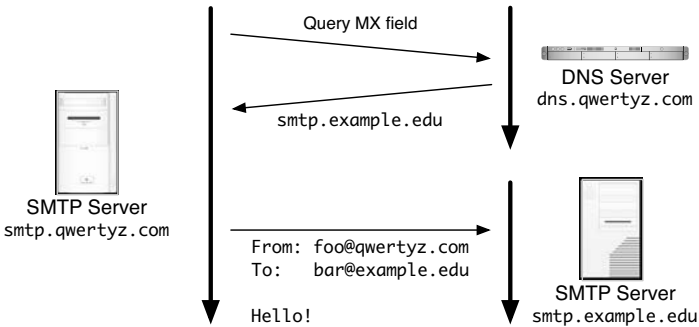 Query MX field
DNS Server
dns.qwertyz.com
smtp.example.edu
SMTP Server
smtp.qwertyz.com
From: foo@qwertyz.com
To:   bar@example.edu
Hello!
SMTP Server
smtp.example.edu